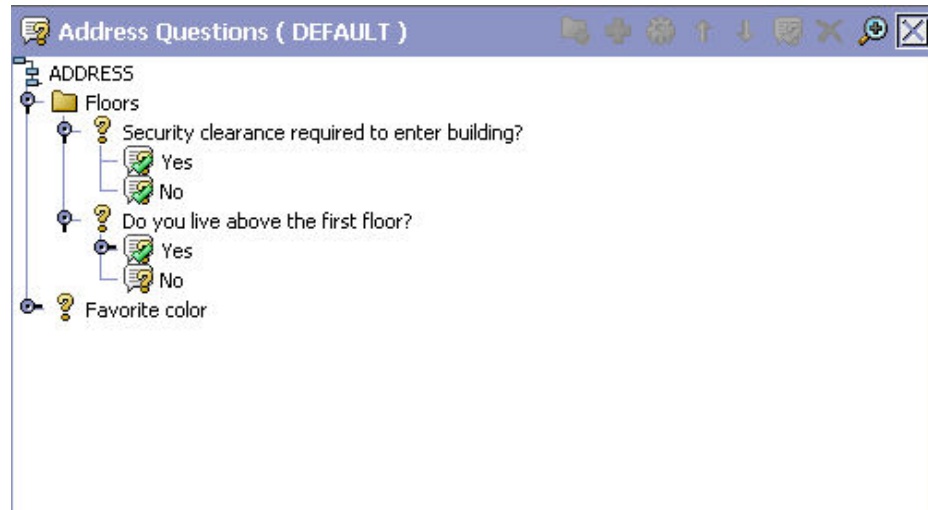 Address Questions ( DEFAULT )
ADDRESS
Floors
Security clearance required to enter building?
Yes
No
Do you live above the first floor?
Yes
No
Favorite color